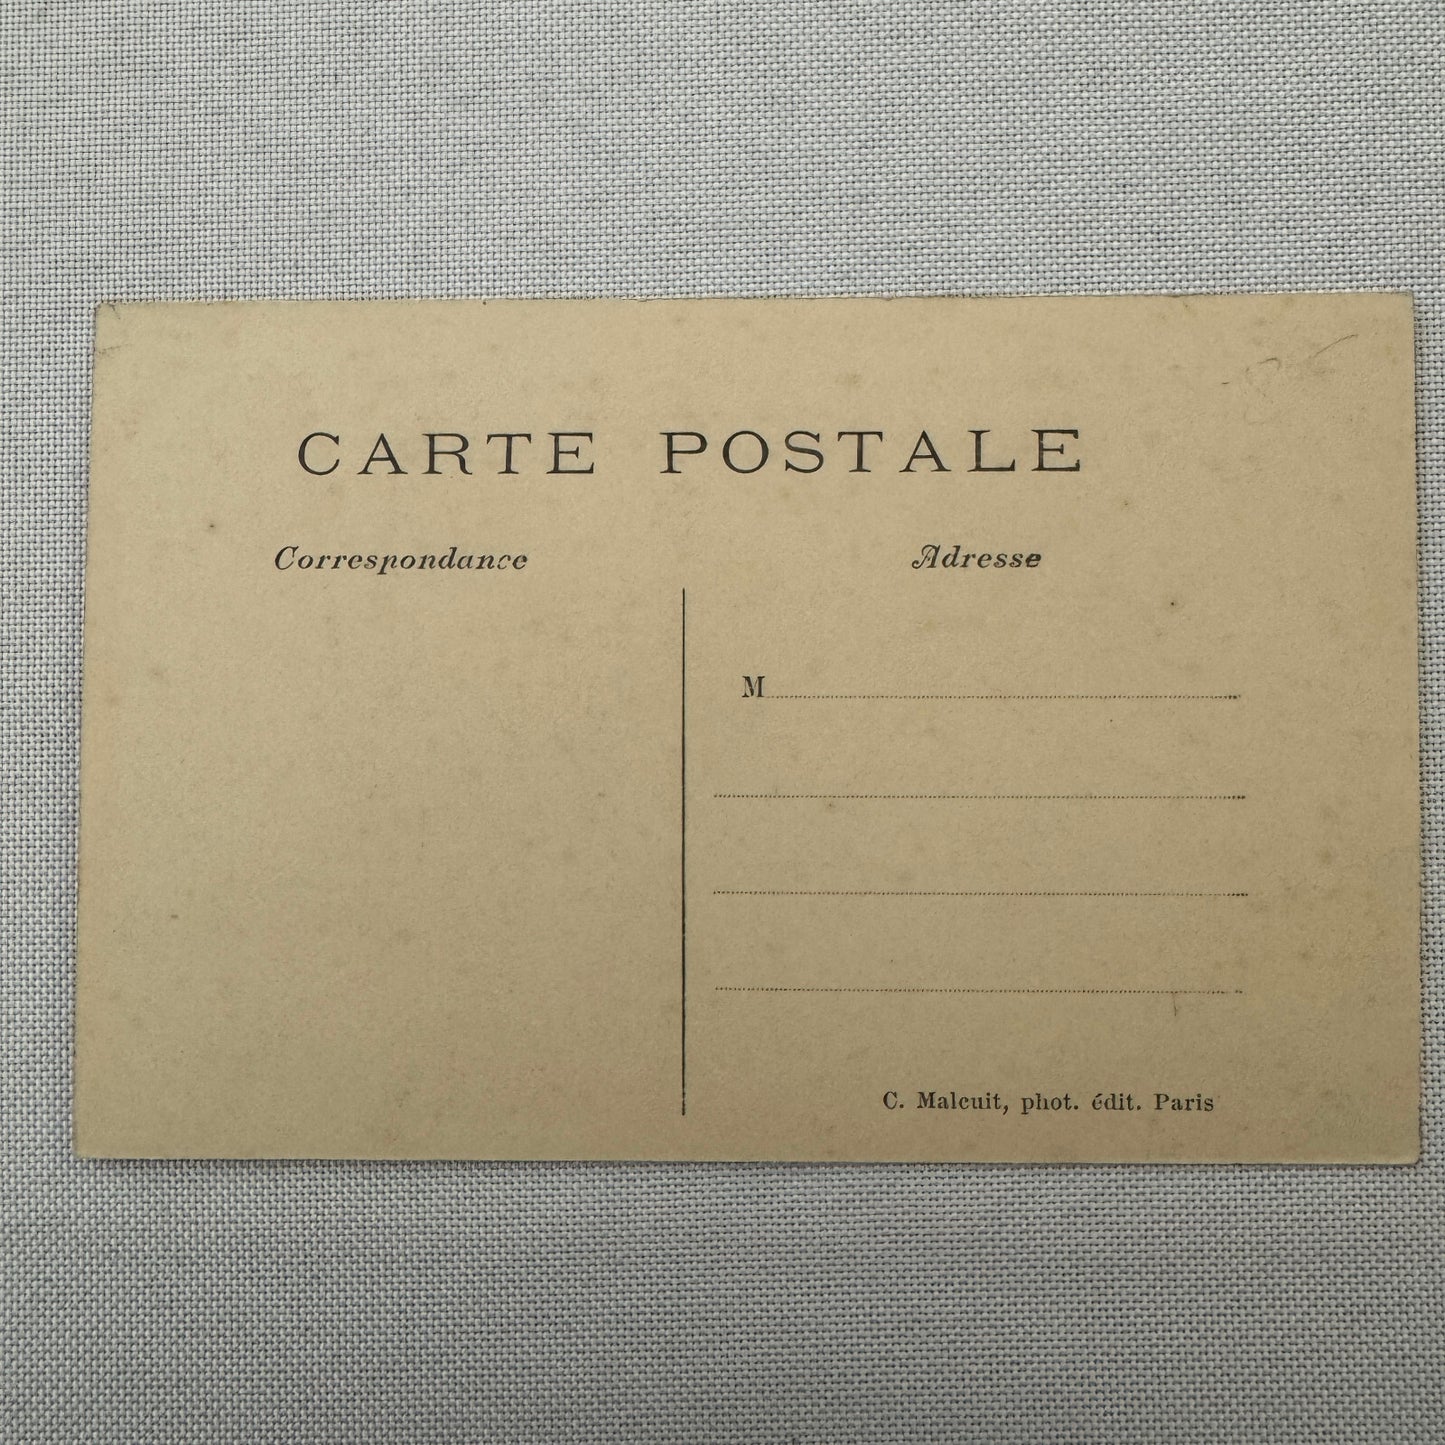 CARTE POSTALE
Correspondance
Adresse
M
C. Malcuit, phot. édit. Paris